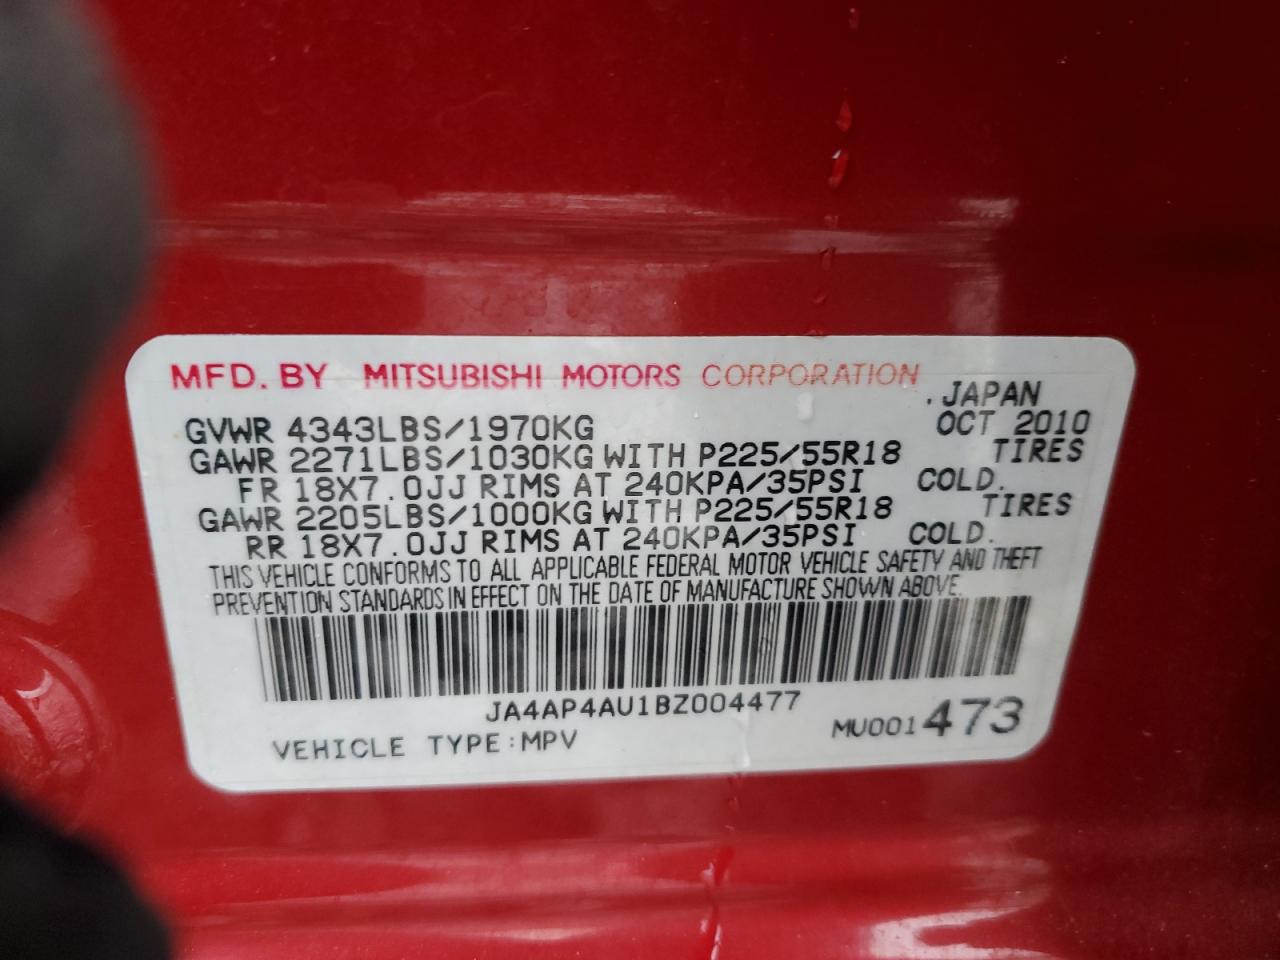 MFD. BY MITSUBISHI MOTORS CORPORATION
.JAPAN
GVWR 4343LBS/1970KG OCT 2010
GAWR 2271LBS/1030KG WITH P225/55R18 TIRES
FR 18X7.0JJ RIMS AT 240KPA/35PSI COLD.
GAWR 2205LBS/1000KG WITH P225/55R18 TIRES
RR 18X7.0JJ RIMS AT 240KPA/35PSI COLD.
THIS VEHICLE CONFORMS TO ALL APPLICABLE FEDERAL MOTOR VEHICLE SAFETY AND THEFT
PREVENTION STANDARDS IN EFFECT ON THE DATE OF MANUFACTURE SHOWN ABOVE.
JA4AP4AU1BZ004477
VEHICLE TYPE:MPV MU001473